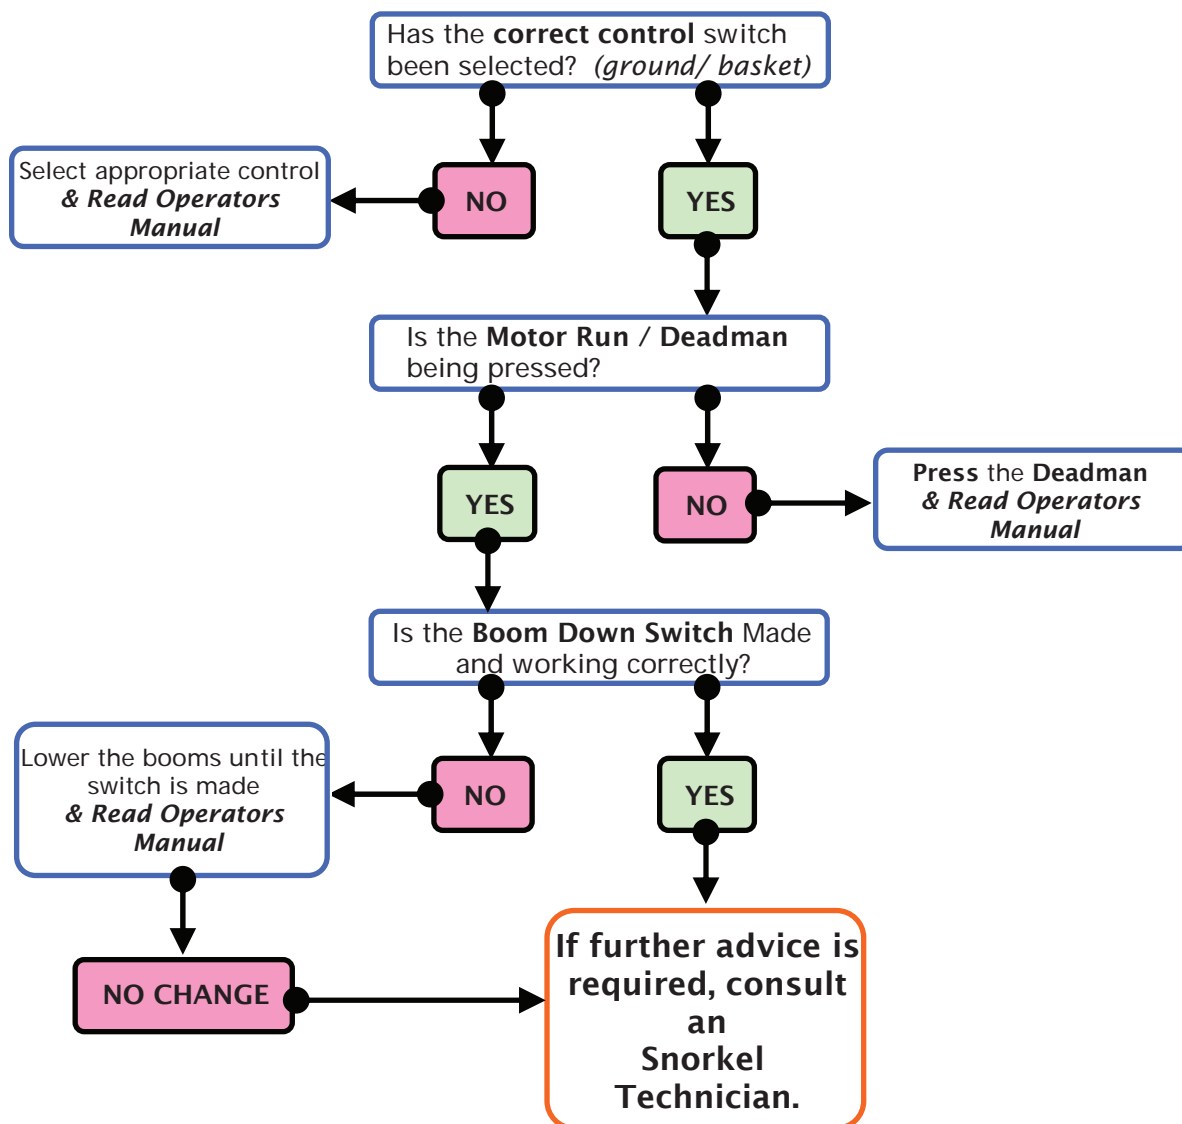 Has the correct control switch
been selected? (ground/ basket)
Select appropriate control
& Read Operators
Manual
NO
YES
Is the Motor Run / Deadman
being pressed?
YES
NO
Press the Deadman
& Read Operators
Manual
Is the Boom Down Switch Made
and working correctly?
Lower the booms until the
switch is made
& Read Operators
Manual
NO
YES
NO CHANGE
If further advice is
required, consult
an
Snorkel
Technician.